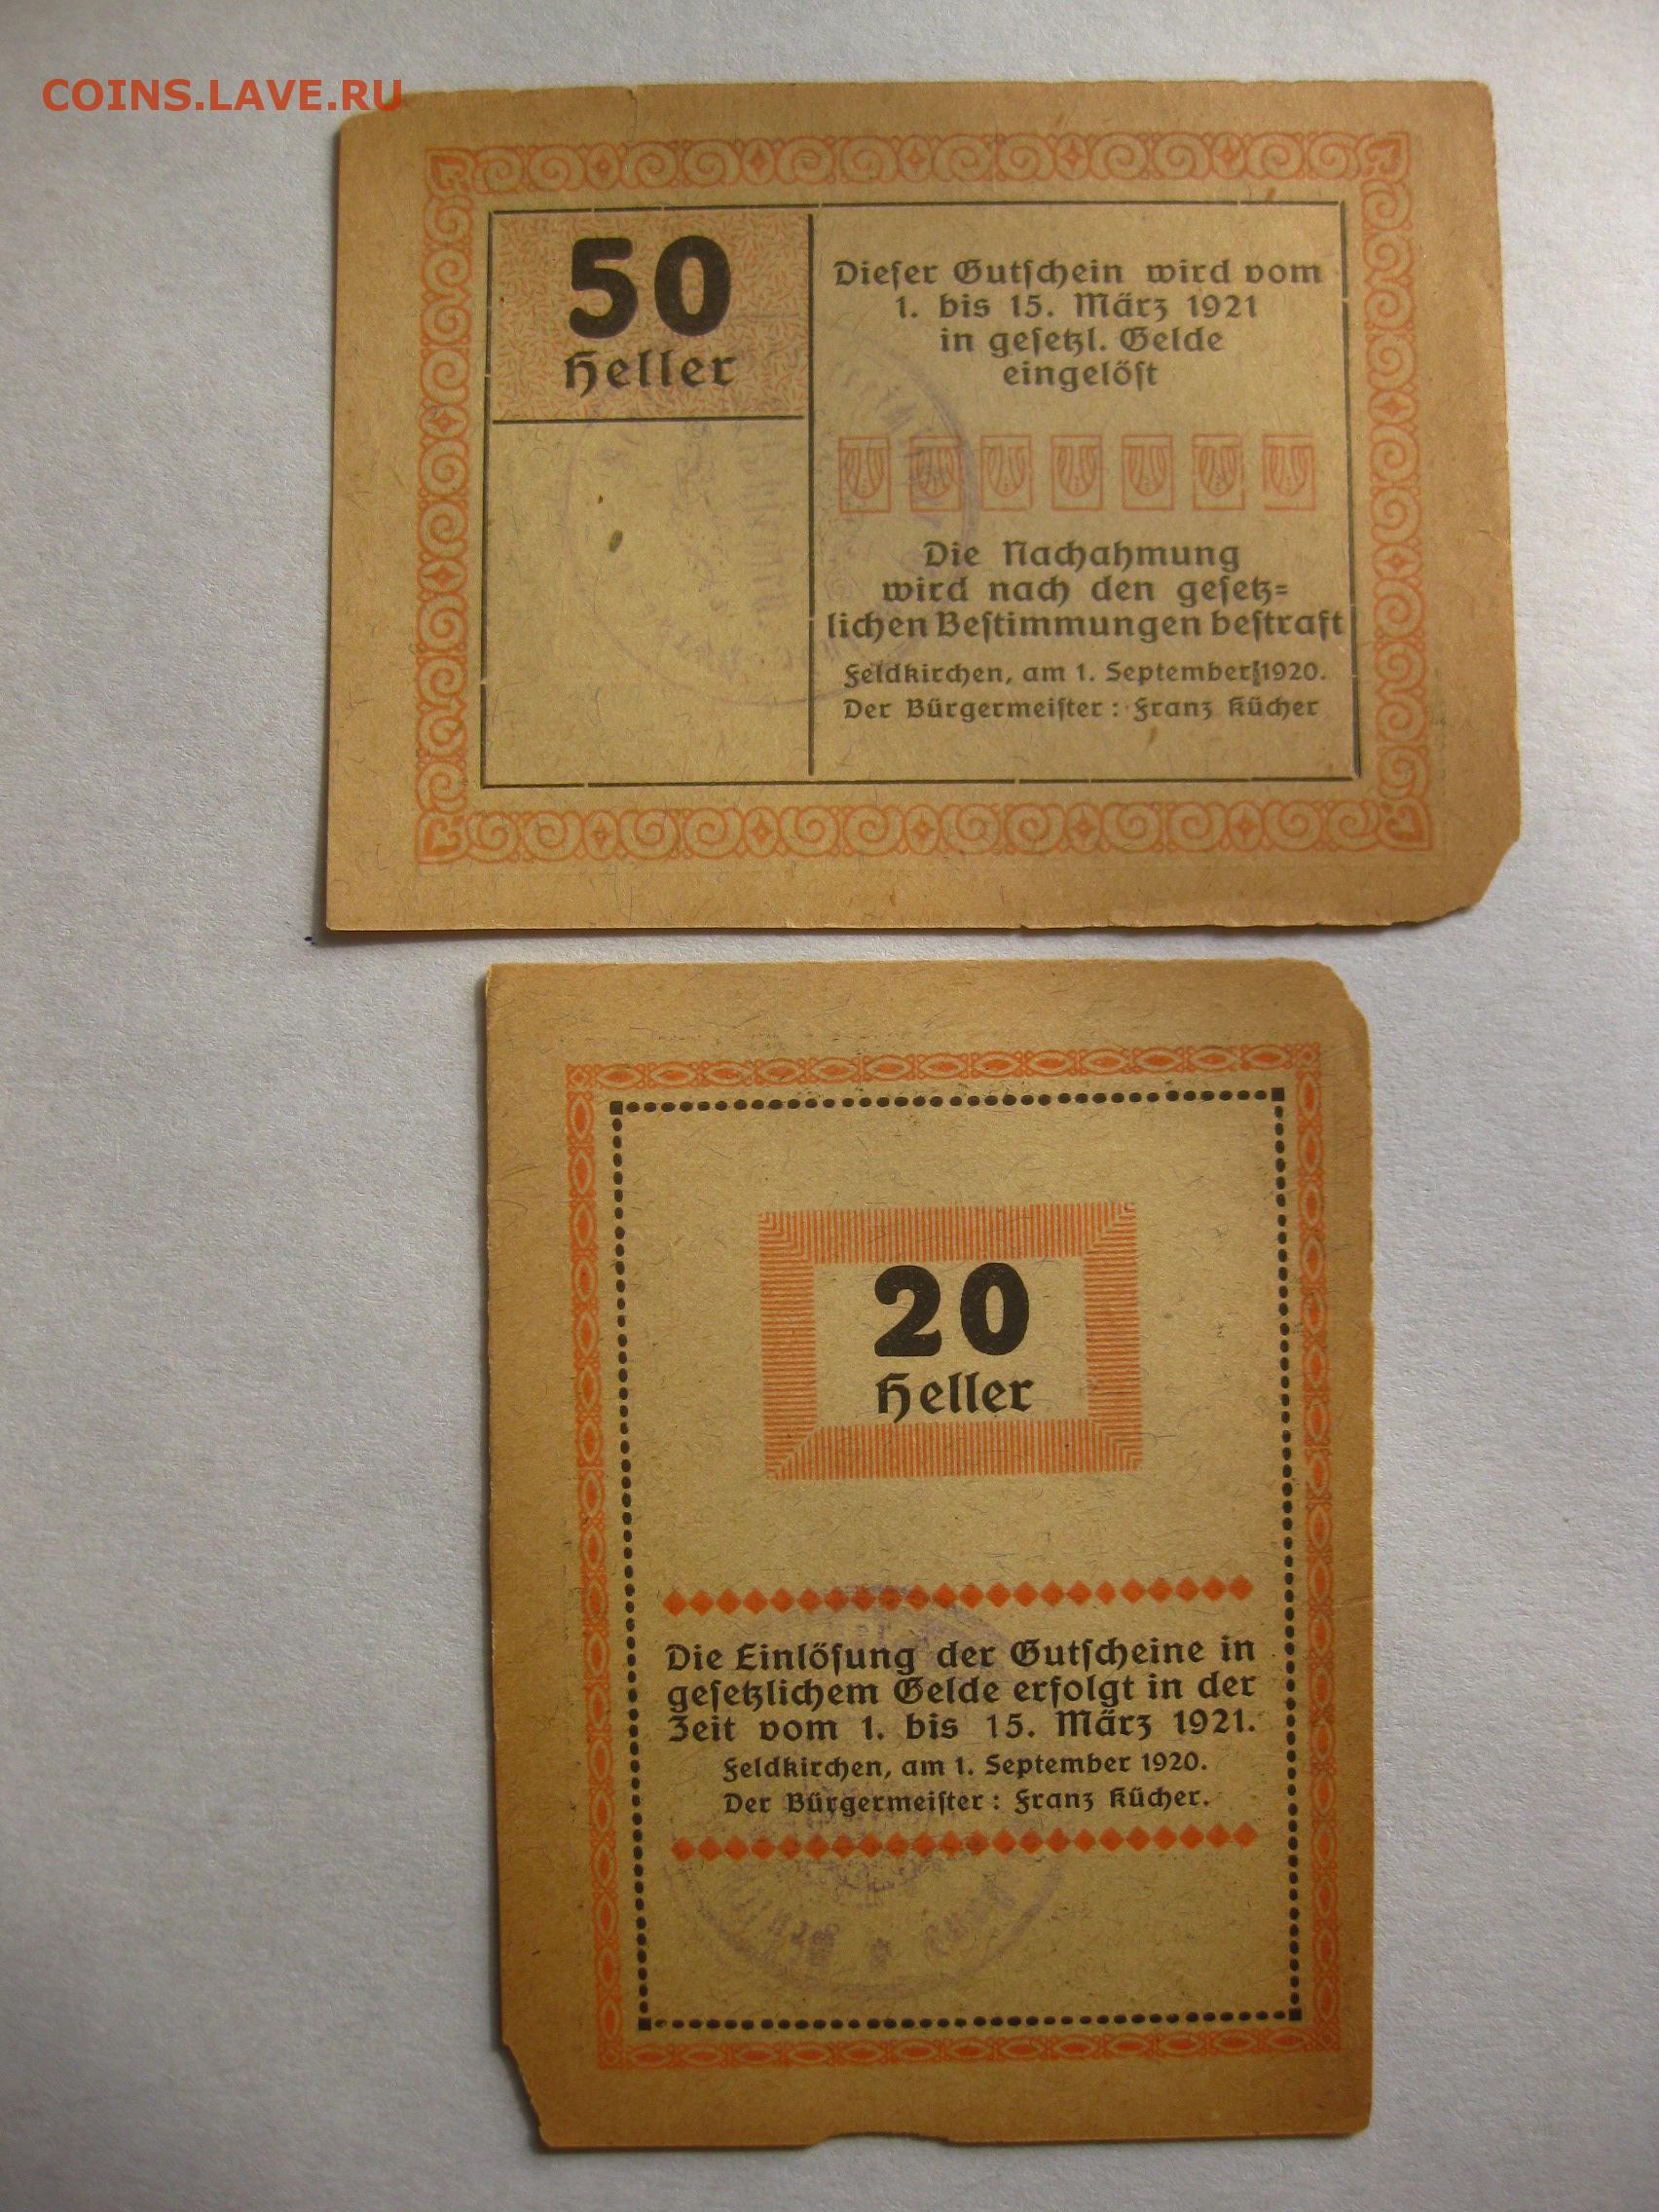 COINS.LAVE.RU
50
Heller
Dieser Gutschein wird vom
1. bis 15. März 1921
in gesetzl. Gelde
eingelöst
Die Nachahmung
wird nach den gesetz=
lichen Bestimmungen bestraft
Feldkirchen, am 1. September 1920.
Der Bürgermeister: Franz Kücher
20
Heller
Die Einlösung der Gutscheine in
gesetzlichem Gelde erfolgt in der
Zeit vom 1. bis 15. März 1921.
Feldkirchen, am 1. September 1920.
Der Bürgermeister: Franz Kücher.